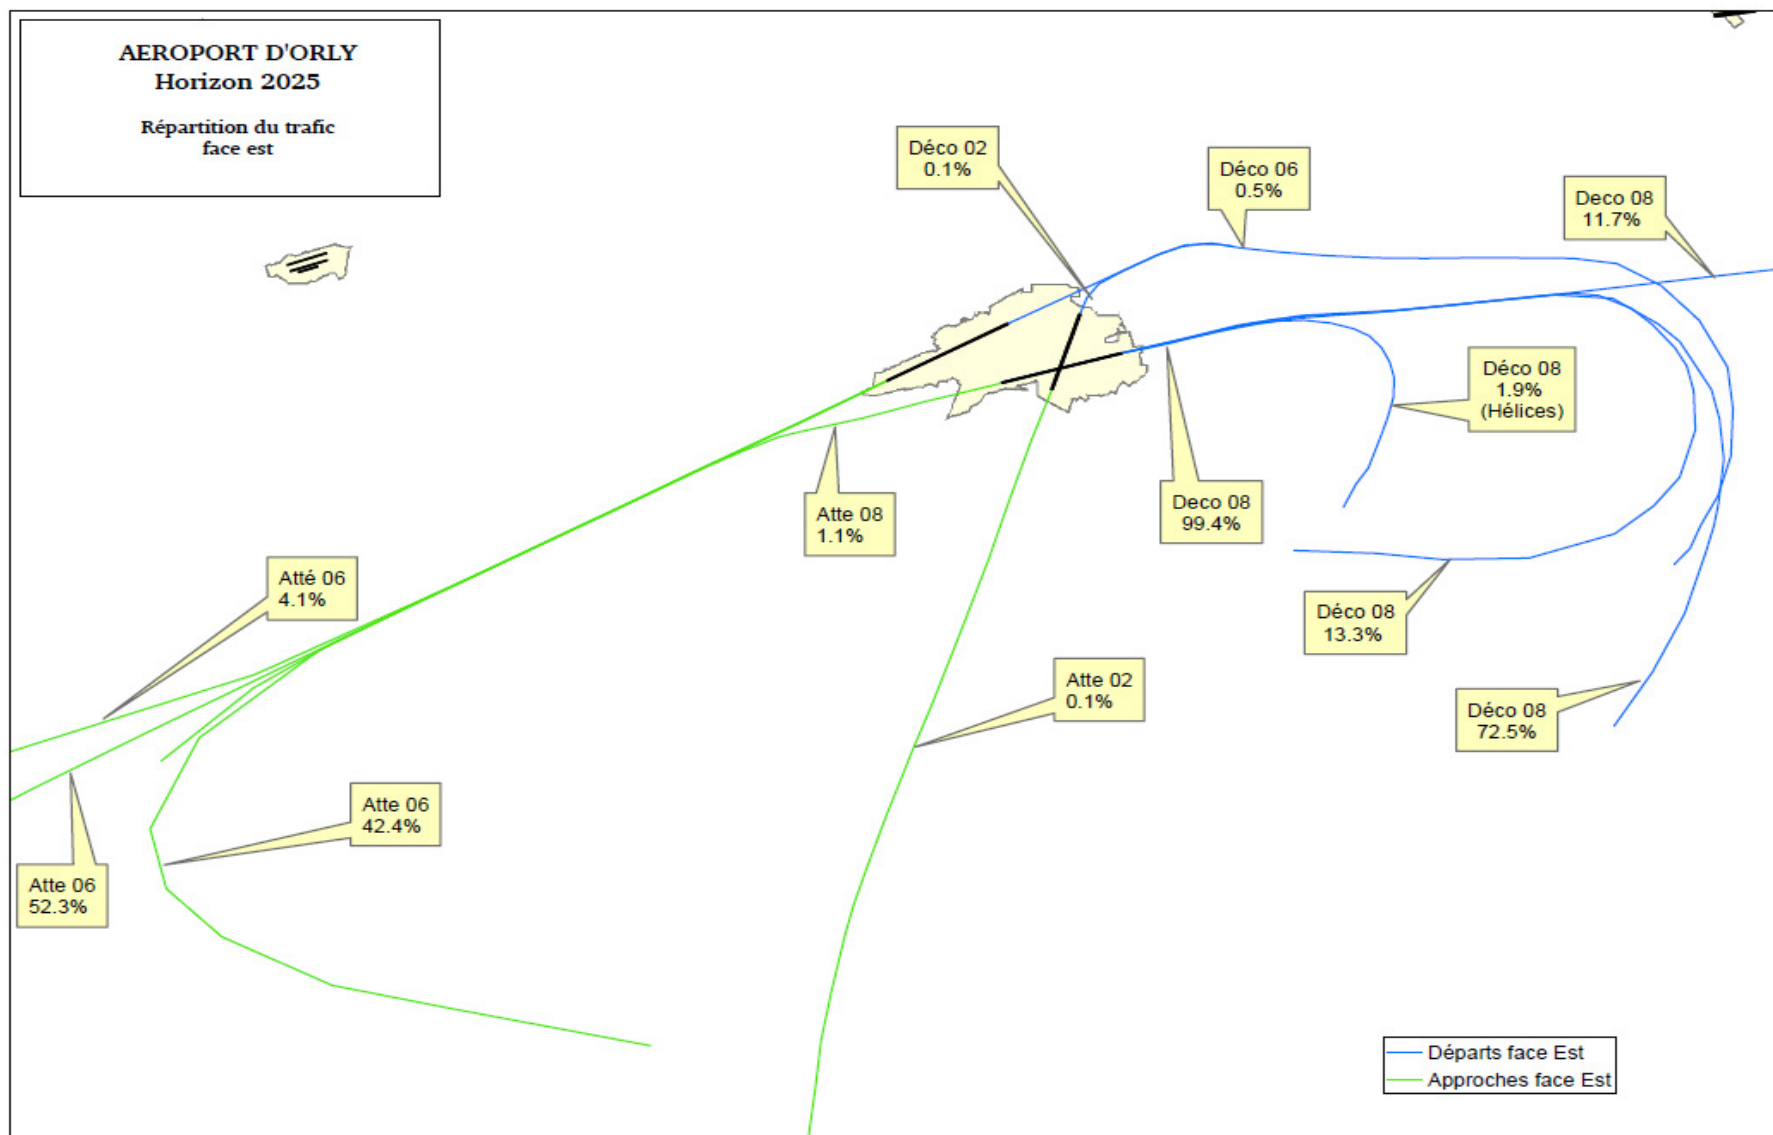 AEROPORT D'ORLY
Horizon 2025
Répartition du trafic
face est
Déco 02
0.1%
Déco 06
0.5%
Deco 08
11.7%
Déco 08
1.9%
(Hélices)
Atte 08
1.1%
Deco 08
99.4%
Atté 06
4.1%
Déco 08
13.3%
Atte 02
0.1%
Déco 08
72.5%
Atte 06
42.4%
Atte 06
52.3%
Départs face Est
Approches face Est